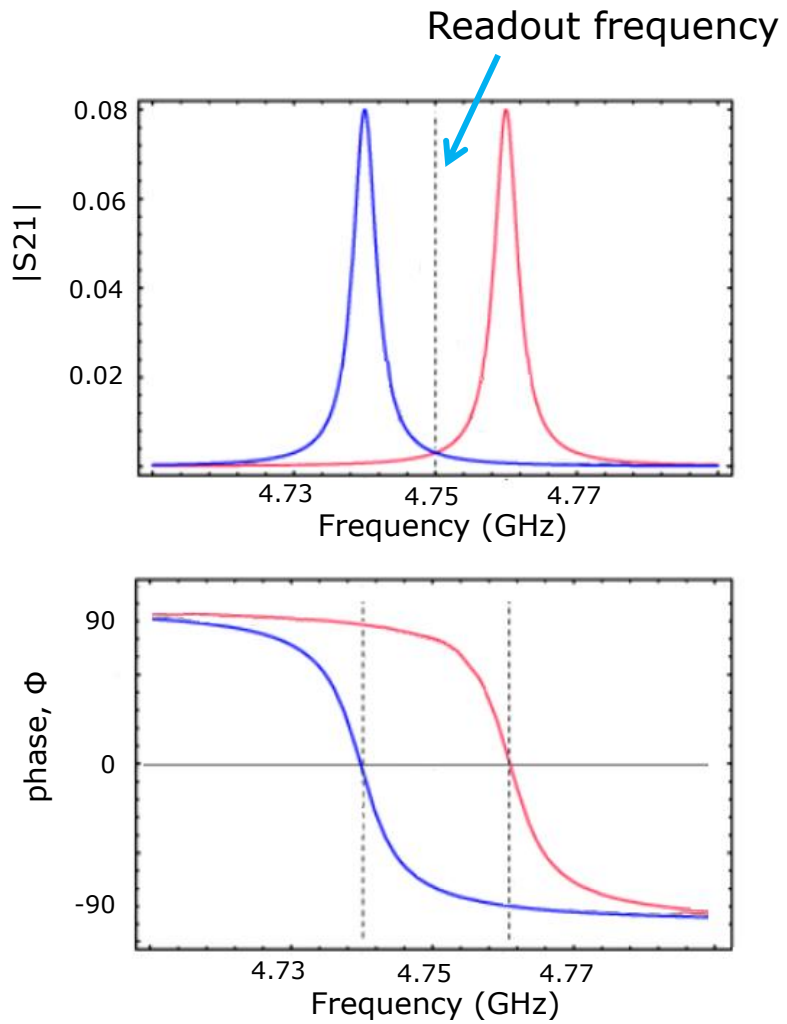 Readout frequency
0.08
0.06
|S21|
0.04
0.02
4.73 4.75 4.77
Frequency (GHz)
90
phase, Φ
0
-90
4.73 4.75 4.77
Frequency (GHz)